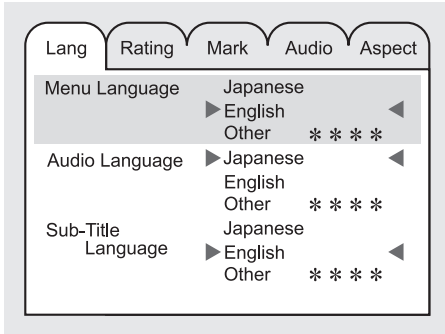 Lang Rating Mark Audio Aspect
Menu Language Japanese
English
Other ＊＊＊＊
Audio Language Japanese
English
Other ＊＊＊＊
Sub-Title Japanese
Language English
Other ＊＊＊＊